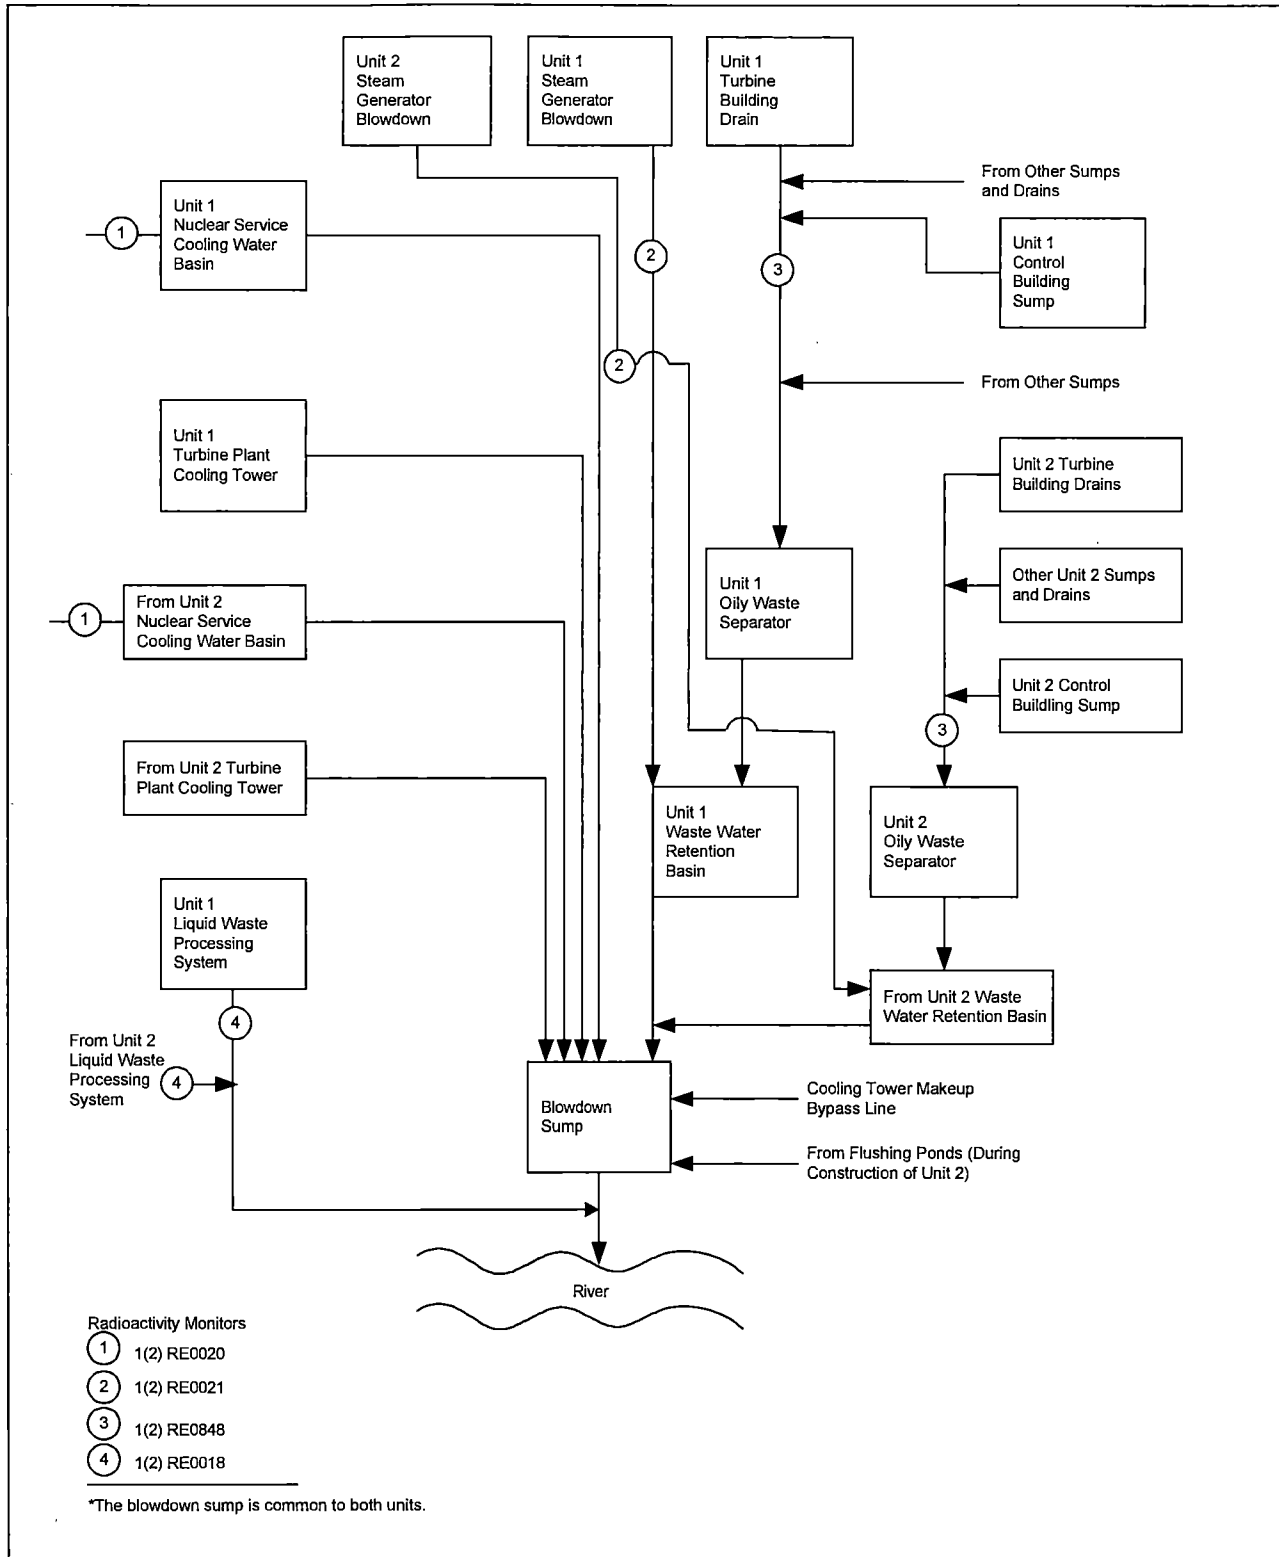 Unit 2
Steam
Generator
Blowdown
Unit 1
Steam
Generator
Blowdown
Unit 1
Turbine
Building
Drain
From Other Sumps
and Drains
Unit 1
Nuclear Service
Cooling Water
Basin
1
2
3
Unit 1
Control
Building
Sump
2
From Other Sumps
Unit 1
Turbine Plant
Cooling Tower
Unit 2 Turbine
Building Drains
Unit 1
Oily Waste
Separator
Other Unit 2 Sumps
and Drains
1
From Unit 2
Nuclear Service
Cooling Water Basin
Unit 2 Control
Buildling Sump
3
From Unit 2 Turbine
Plant Cooling Tower
Unit 1
Waste Water
Retention
Basin
Unit 2
Oily Waste
Separator
Unit 1
Liquid Waste
Processing
System
From Unit 2 Waste
Water Retention Basin
4
From Unit 2
Liquid Waste
Processing
System
4
Blowdown
Sump
Cooling Tower Makeup
Bypass Line
From Flushing Ponds (During
Construction of Unit 2)
River
Radioactivity Monitors
1 1(2) RE0020
2 1(2) RE0021
3 1(2) RE0848
4 1(2) RE0018
*The blowdown sump is common to both units.